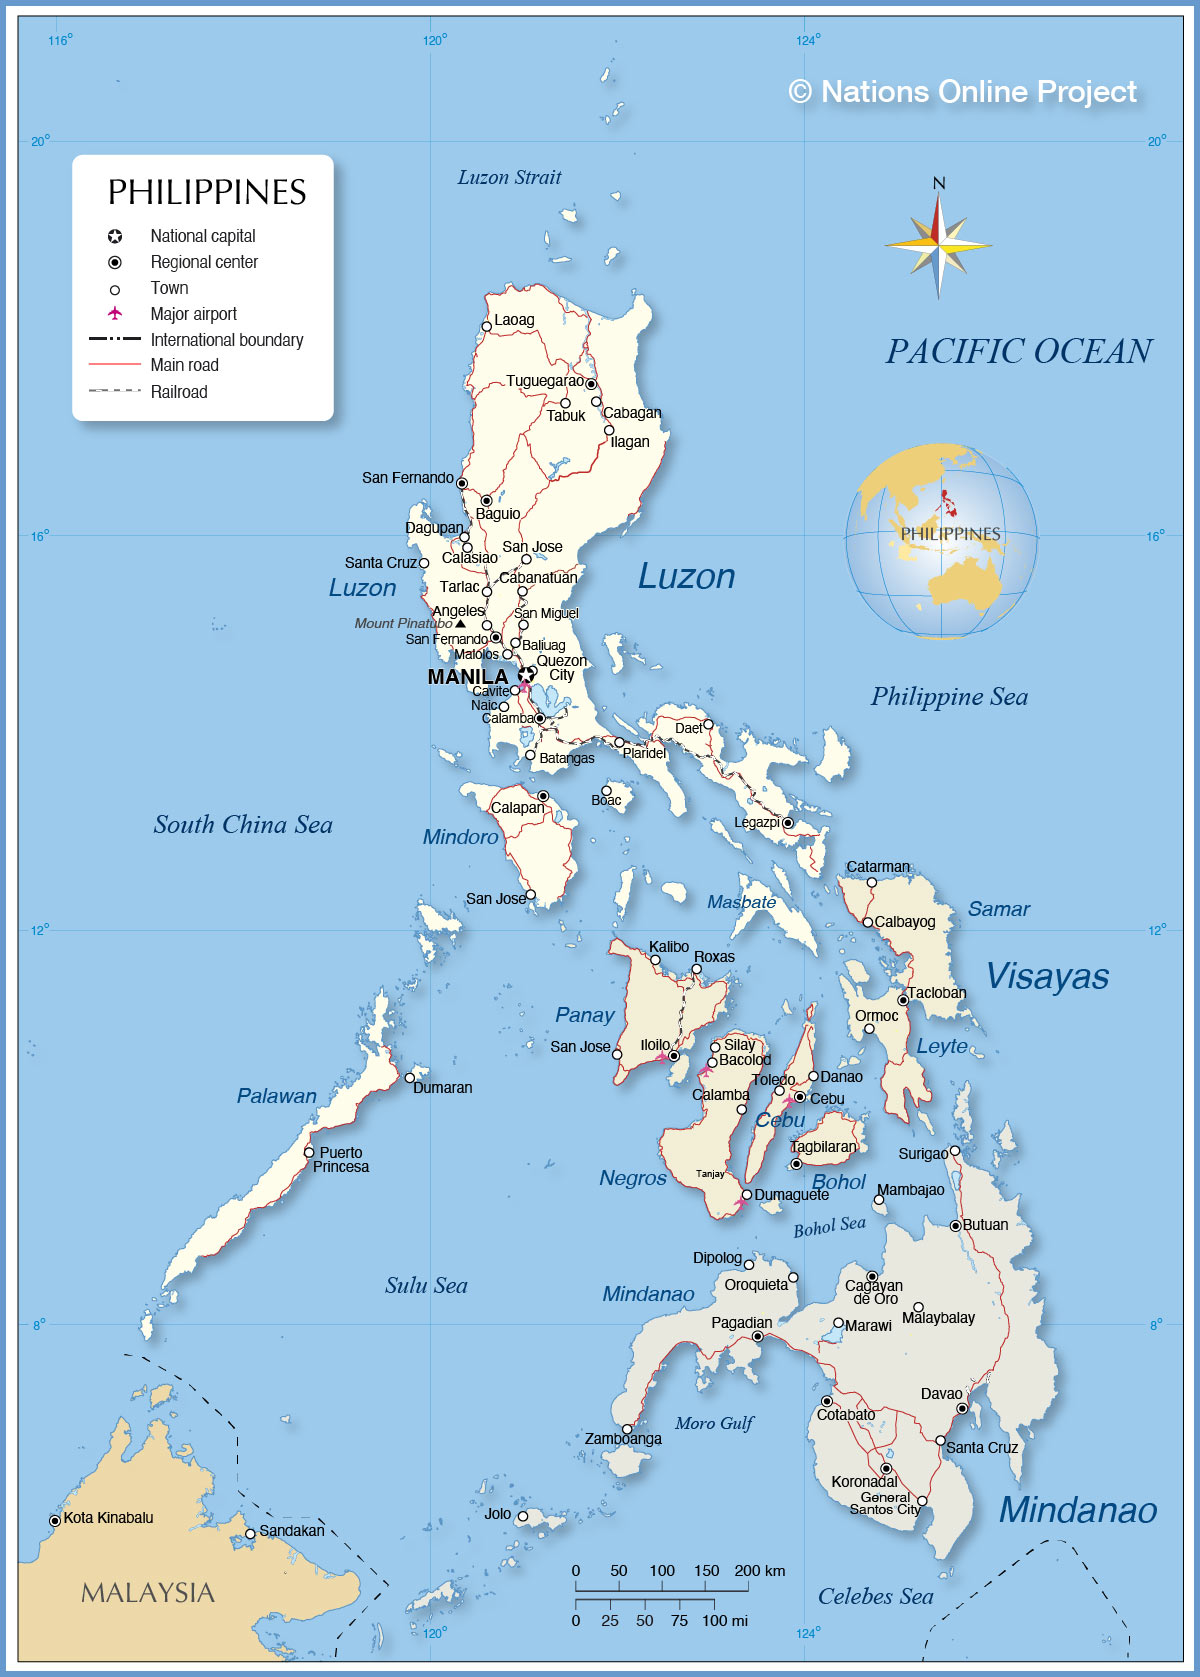 116°
120°
124°
© Nations Online Project
20°
20°
Luzon Strait
PHILIPPINES
National capital
Regional center
Town
Major airport
International boundary
Main road
Railroad
N
PACIFIC OCEAN
Laoag
Tuguegarao
Tabuk
Cabagan
Ilagan
San Fernando
Baguio
Dagupan
16°
16°
PHILIPPINES
Calasiao
San Jose
Santa Cruz
Luzon
Luzon
Tarlac
Cabanatuan
Angeles
San Miguel
Mount Pinatubo
San Fernando
Baliuag
Malolos
Quezon
City
MANILA
Cavite
Naic
Calamba
Philippine Sea
Daet
Plaridel
Batangas
Boac
Calapan
Legazpi
South China Sea
Mindoro
Catarman
San Jose
Masbate
Samar
Calbayog
12°
12°
Kalibo
Roxas
Visayas
Tacloban
Panay
Ormoc
San Jose
Iloilo
Silay
Bacolod
Leyte
Palawan
Dumaran
Toledo
Danao
Calamba
Cebu
Cebu
Puerto
Princesa
Tagbilaran
Surigao
Negros
Tanjay
Dumaguete
Bohol
Mambajao
Bohol Sea
Butuan
Dipolog
Sulu Sea
Mindanao
Oroquieta
Cagayan
de Oro
Malaybalay
8°
8°
Pagadian
Marawi
Davao
Cotabato
Moro Gulf
Zamboanga
Santa Cruz
Koronadal
General
Santos City
Mindanao
Kota Kinabalu
Sandakan
Jolo
MALAYSIA
0 50 100 150 200 km
0 25 50 75 100 mi
Celebes Sea
120°
124°